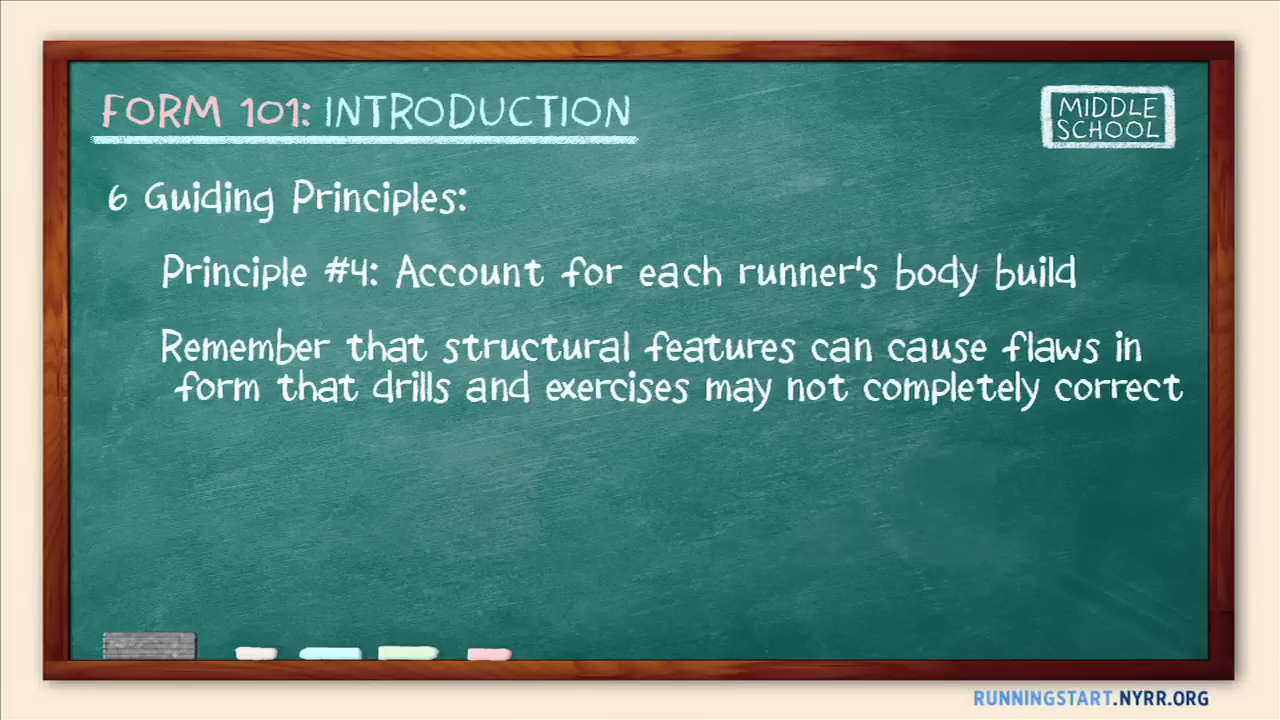 FORM 101: INTRODUCTION
MIDDLE
SCHOOL
6 Guiding Principles:
Principle #4: Account for each runner's body build
Remember that structural features can cause flaws in
form that drills and exercises may not completely correct
RUNNINGSTART.NYRR.ORG